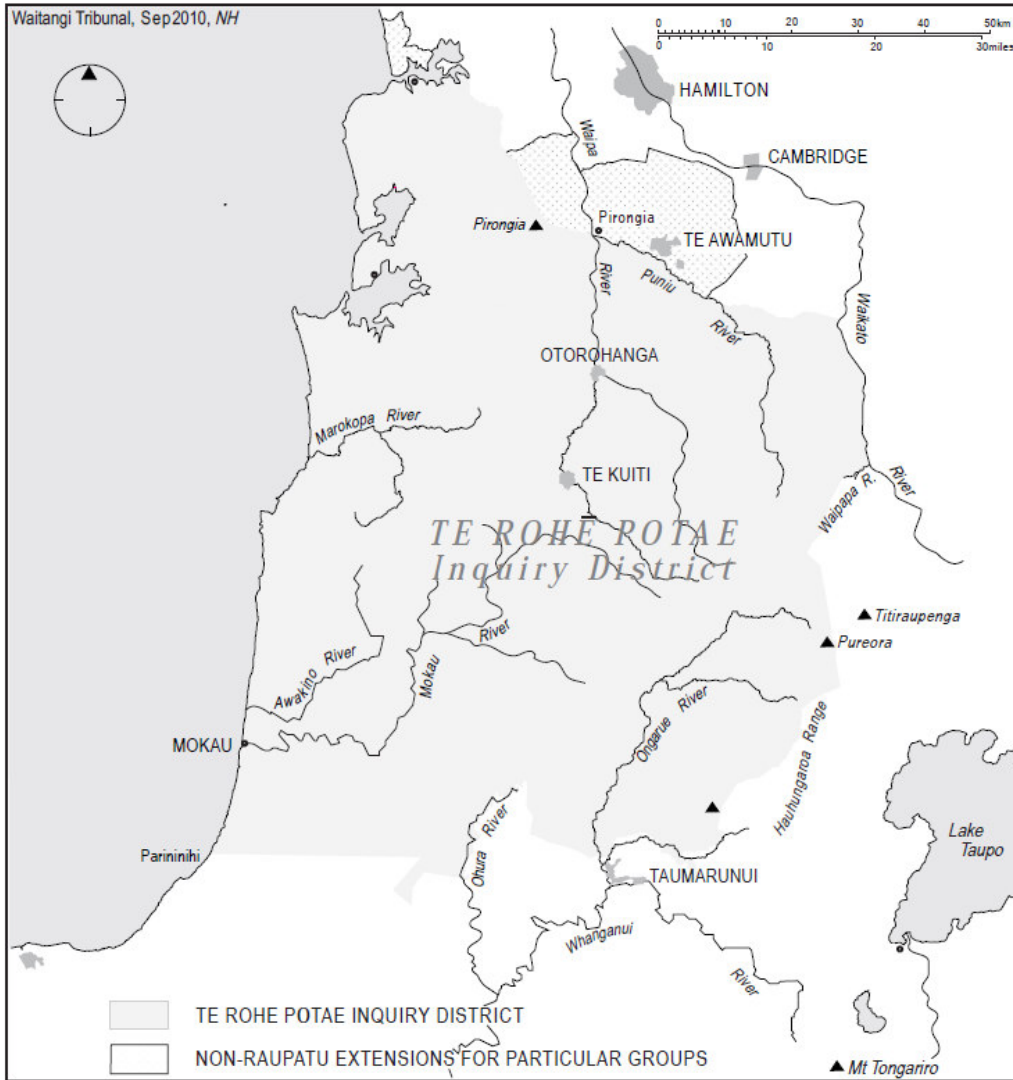 Waitangi Tribunal, Sep2010, NH
0 10 20 30 40 50km
0 10 20 30miles
HAMILTON
Waipa
CAMBRIDGE
Pirongia
Pirongia
TE AWAMUTU
River
Puniu
River
Waikato
OTOROHANGA
Marokopa River
TE KUITI
Waipapa R.
River
TE ROHE POTAE
Inquiry District
Titiraupenga
Pureora
River
Awakino River
Mokau
Ongarue River
MOKAU
Hauhungaroa Range
Ohura River
Lake
Taupo
Parininihi
TAUMARUNUI
Whanganui
River
TE ROHE POTAE INQUIRY DISTRICT
NON-RAUPATU EXTENSIONS FOR PARTICULAR GROUPS
Mt Tongariro